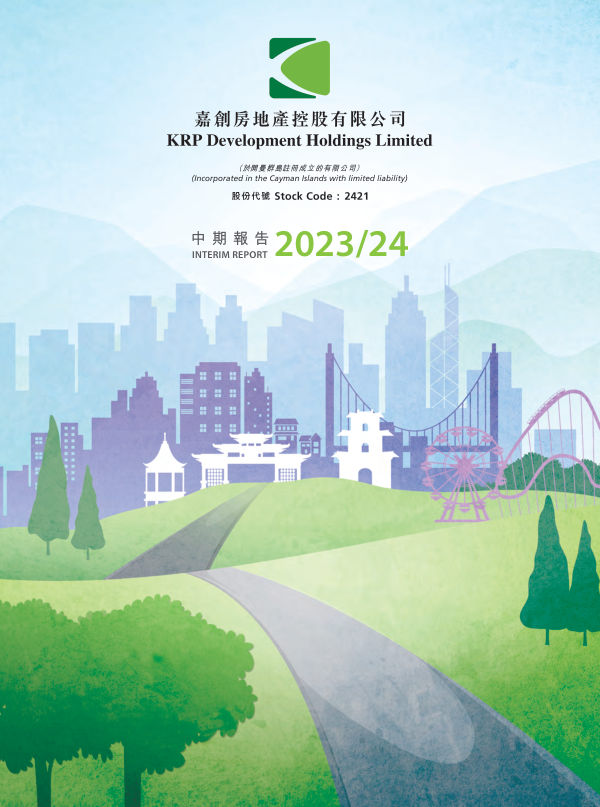 嘉創房地產控股有限公司
KRP Development Holdings Limited
（於開曼群島註冊成立的有限公司）
(Incorporated in the Cayman Islands with limited liability)
股份代號 Stock Code : 2421
中期報告 2023/24
INTERIM REPORT